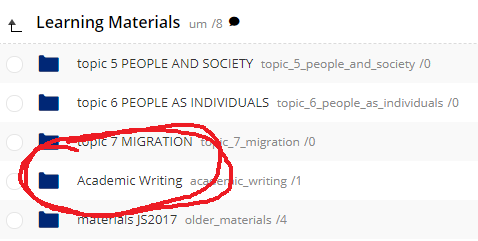 Learning Materials um /8
topic 5 PEOPLE AND SOCIETY topic_5_people_and_society /0
topic 6 PEOPLE AS INDIVIDUALS topic_6_people_as_individuals /0
topic 7 MIGRATION topic_7_migration /0
Academic Writing academic_writing /1
materials JS2017 older_materials /4